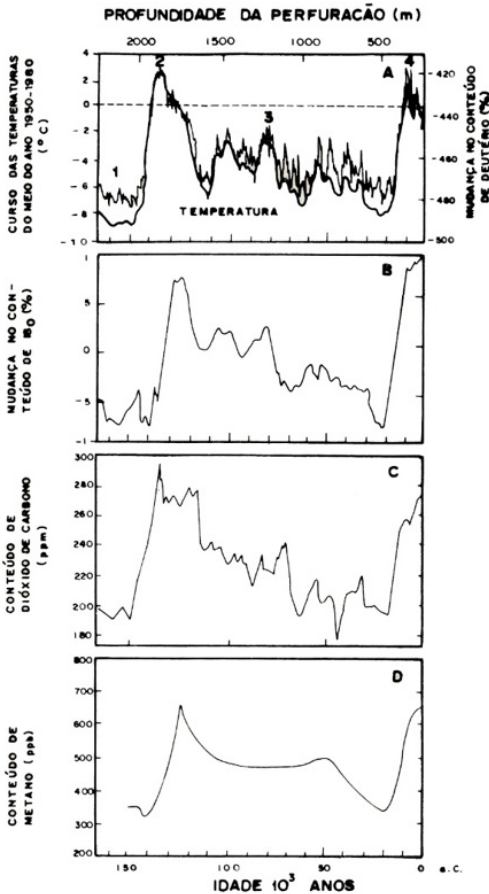 PROFUNDIDADE DA PERFURAÇÃO (m)
2000 1500 1000 500
CURSO DAS TEMPERATURAS
DO MEIO DO ANO 1950-1980
(°C)
4
2
0
-2
-4
-6
-8
-10
1
2
3
4
A
TEMPERATURA
-420
-440
-460
-480
-500
MUDANÇA NO CONTEÚDO
DE DEUTÉRIO (%)
MUDANÇA NO CON-
TEÚDO DE 18O (%)
1
5
0
-5
-1
B
CONTEÚDO DE
DIÓXIDO DE CARBONO
(ppm)
300
280
260
240
220
200
180
C
CONTEÚDO DE
METANO (ppb)
800
700
600
500
400
300
200
D
150 100 50 0 a.C.
IDADE 10³ ANOS